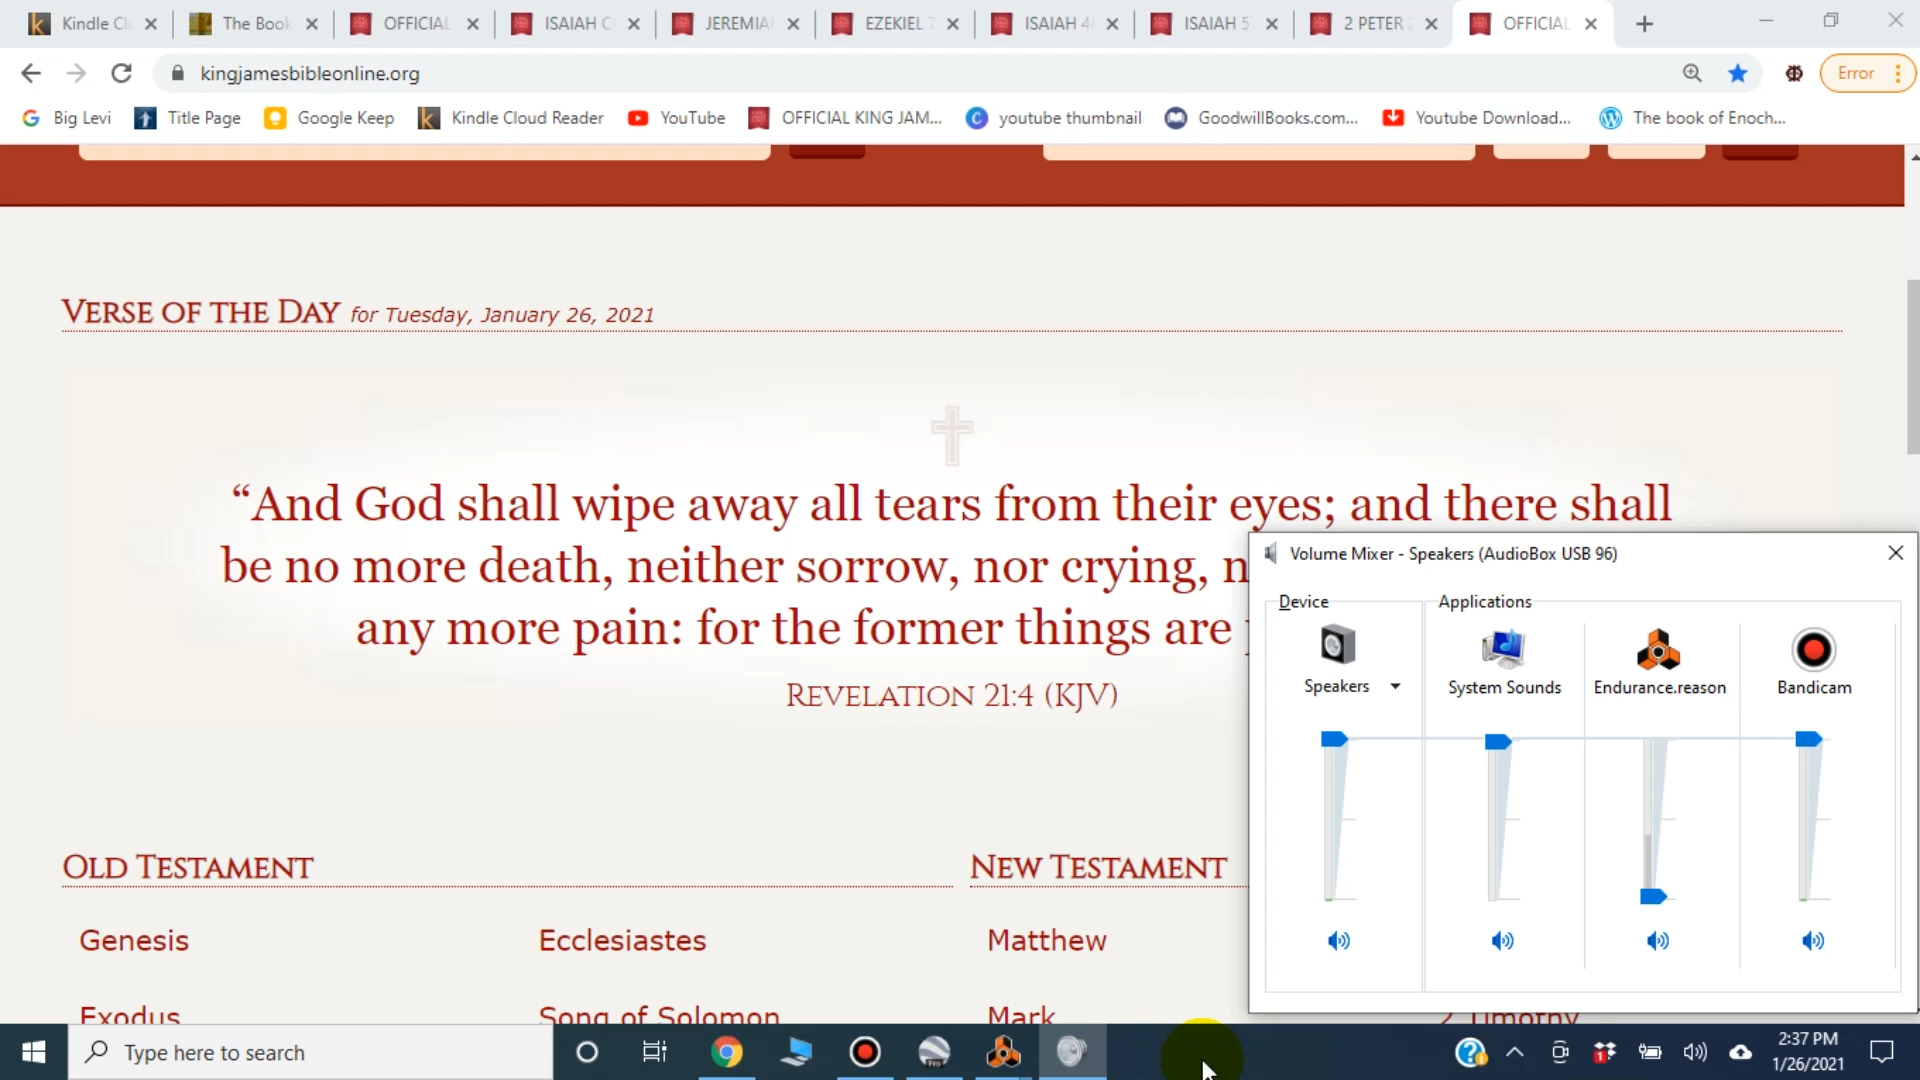 Kindle Cl
The Book
OFFICIAL
ISAIAH C
JEREMIAH
EZEKIEL 7
ISAIAH 4
ISAIAH 5
2 PETER
OFFICIAL
kingjamesbibleonline.org
Error
Big Levi
Title Page
Google Keep
Kindle Cloud Reader
YouTube
OFFICIAL KING JAM...
youtube thumbnail
GoodwillBooks.com...
Youtube Download...
The book of Enoch...
VERSE OF THE DAY for Tuesday, January 26, 2021
“And God shall wipe away all tears from their eyes; and there shall
be no more death, neither sorrow, nor crying, n
any more pain: for the former things are
REVELATION 21:4 (KJV)
Volume Mixer - Speakers (AudioBox USB 96)
Device
Applications
Speakers
System Sounds
Endurance.reason
Bandicam
OLD TESTAMENT
NEW TESTAMENT
Genesis
Ecclesiastes
Matthew
Exodus
Song of Solomon
Mark
2 Timothy
Type here to search
2:37 PM
1/26/2021